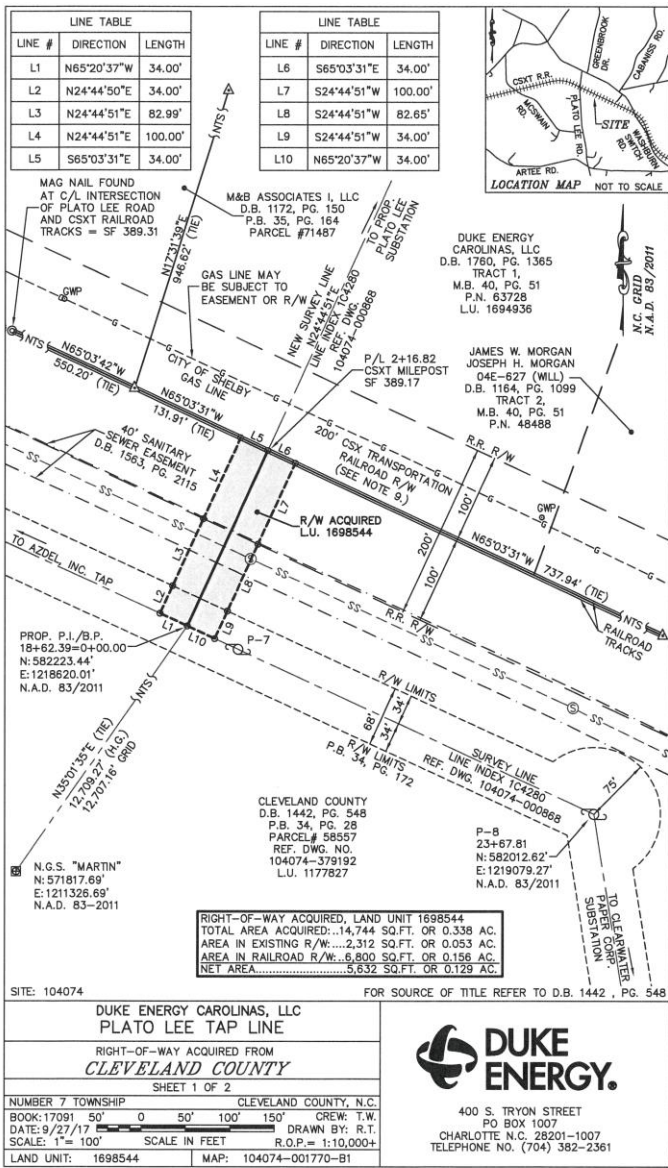 LINE TABLE
LINE # DIRECTION LENGTH
L1 N65°20'37"W 34.00'
L2 N24°44'50"E 34.00'
L3 N24°44'51"E 82.99'
L4 N24°44'51"E 100.00'
L5 S65°03'31"E 34.00'
LINE TABLE
LINE # DIRECTION LENGTH
L6 S65°03'31"E 34.00'
L7 S24°44'51"W 100.00'
L8 S24°44'51"W 82.65'
L9 S24°44'51"W 34.00'
L10 N65°20'37"W 34.00'
GREENBROOK
DR.
CABANISS RD.
CSXT R.R.
MCSWAIN
RD.
PLATO LEE RD.
SITE
WASHBURN
SWITCH
RD.
ARTEE RD.
LOCATION MAP NOT TO SCALE
MAG NAIL FOUND
AT C/L INTERSECTION
OF PLATO LEE ROAD
AND CSXT RAILROAD
TRACKS = SF 389.31
NTS
N17°31'39"E
946.62' (TIE)
M&B ASSOCIATES I, LLC
D.B. 1172, PG. 150
P.B. 35, PG. 164
PARCEL #71487
GAS LINE MAY
BE SUBJECT TO
EASEMENT OR R/W
TO PROP.
PLATO LEE
SUBSTATION
NEW SURVEY LINE
N24°44'51"E
LINE INDEX 1C4280
REF. DWG.
104074-000868
DUKE ENERGY
CAROLINAS, LLC
D.B. 1760, PG. 1365
TRACT 1,
M.B. 40, PG. 51
P.N. 63728
L.U. 1694936
N.C. GRID
N.A.D. 83/2011
JAMES W. MORGAN
JOSEPH H. MORGAN
04E-627 (WILL)
D.B. 1164, PG. 1099
TRACT 2,
M.B. 40, PG. 51
P.N. 48488
P/L 2+16.82
CSXT MILEPOST
SF 389.17
GWP
G
CITY OF SHELBY
GAS LINE
NTS
N65°03'42"W
550.20' (TIE)
N65°03'31"W
131.91' (TIE)
200' CSX TRANSPORTATION
RAILROAD R/W
(SEE NOTE 9.)
R.R. R/W
200'
100'
100'
R.R. R/W
GWP
N65°03'31"W
737.94' (TIE)
NTS
RAILROAD
TRACKS
40' SANITARY
SEWER EASEMENT
D.B. 1563, PG. 2115
SS
L5
L6
L4
L7
L3
L8
L2
L9
L1
L10
R/W ACQUIRED
L.U. 1698544
TO AZDEL INC. TAP
P-7
PROP. P.I./B.P.
18+62.39=0+00.00
N: 582223.44'
E: 1218620.01'
N.A.D. 83/2011
NTS
N35°01'35"E (TIE)
12,709.27' (H.G.)
12,707.16' GRID
R/W LIMITS
68'
34'
34'
R/W LIMITS
P.B. 34, PG. 172
SURVEY LINE
LINE INDEX 1C4280
REF. DWG. 104074-000868
75'
P-8
23+67.81
N: 582012.62'
E: 1219079.27'
N.A.D. 83/2011
TO CLEARWATER
PAPER CORP.
SUBSTATION
CLEVELAND COUNTY
D.B. 1442, PG. 548
P.B. 34, PG. 28
PARCEL# 58557
REF. DWG. NO.
104074-379192
L.U. 1177827
N.G.S. "MARTIN"
N: 571817.69'
E: 1211326.69'
N.A.D. 83-2011
RIGHT-OF-WAY ACQUIRED, LAND UNIT 1698544
TOTAL AREA ACQUIRED:..14,744 SQ.FT. OR 0.338 AC.
AREA IN EXISTING R/W:....2,312 SQ.FT. OR 0.053 AC.
AREA IN RAILROAD R/W:..6,800 SQ.FT. OR 0.156 AC.
NET AREA.......................5,632 SQ.FT. OR 0.129 AC.
SITE: 104074
FOR SOURCE OF TITLE REFER TO D.B. 1442 , PG. 548
DUKE ENERGY CAROLINAS, LLC
PLATO LEE TAP LINE
RIGHT-OF-WAY ACQUIRED FROM
CLEVELAND COUNTY
SHEET 1 OF 2
NUMBER 7 TOWNSHIP CLEVELAND COUNTY, N.C.
BOOK: 17091 50' 0 50' 100' 150' CREW: T.W.
DATE: 9/27/17 DRAWN BY: R.T.
SCALE: 1"= 100' SCALE IN FEET R.O.P.= 1:10,000+
LAND UNIT: 1698544 MAP: 104074-001770-B1
DUKE
ENERGY®
400 S. TRYON STREET
PO BOX 1007
CHARLOTTE N.C. 28201-1007
TELEPHONE NO. (704) 382-2361